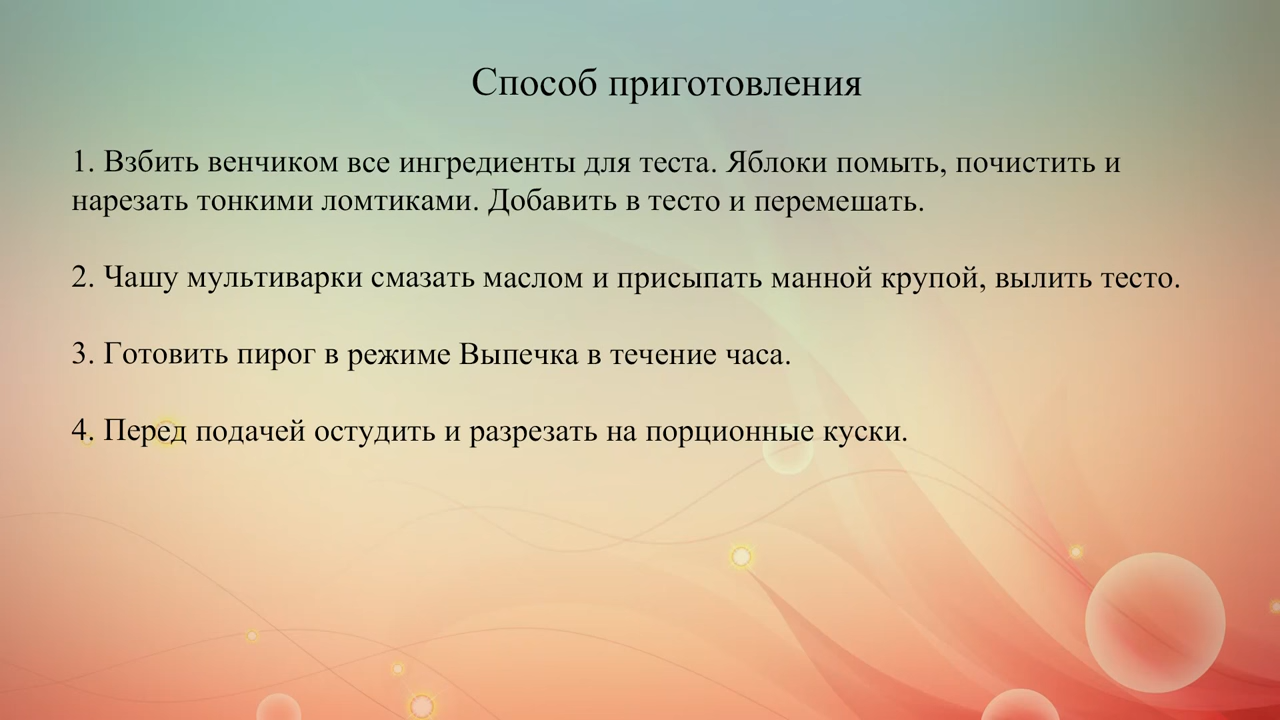 Способ приготовления
1. Взбить венчиком все ингредиенты для теста. Яблоки помыть, почистить и
нарезать тонкими ломтиками. Добавить в тесто и перемешать.
2. Чашу мультиварки смазать маслом и присыпать манной крупой, вылить тесто.
3. Готовить пирог в режиме Выпечка в течение часа.
4. Перед подачей остудить и разрезать на порционные куски.